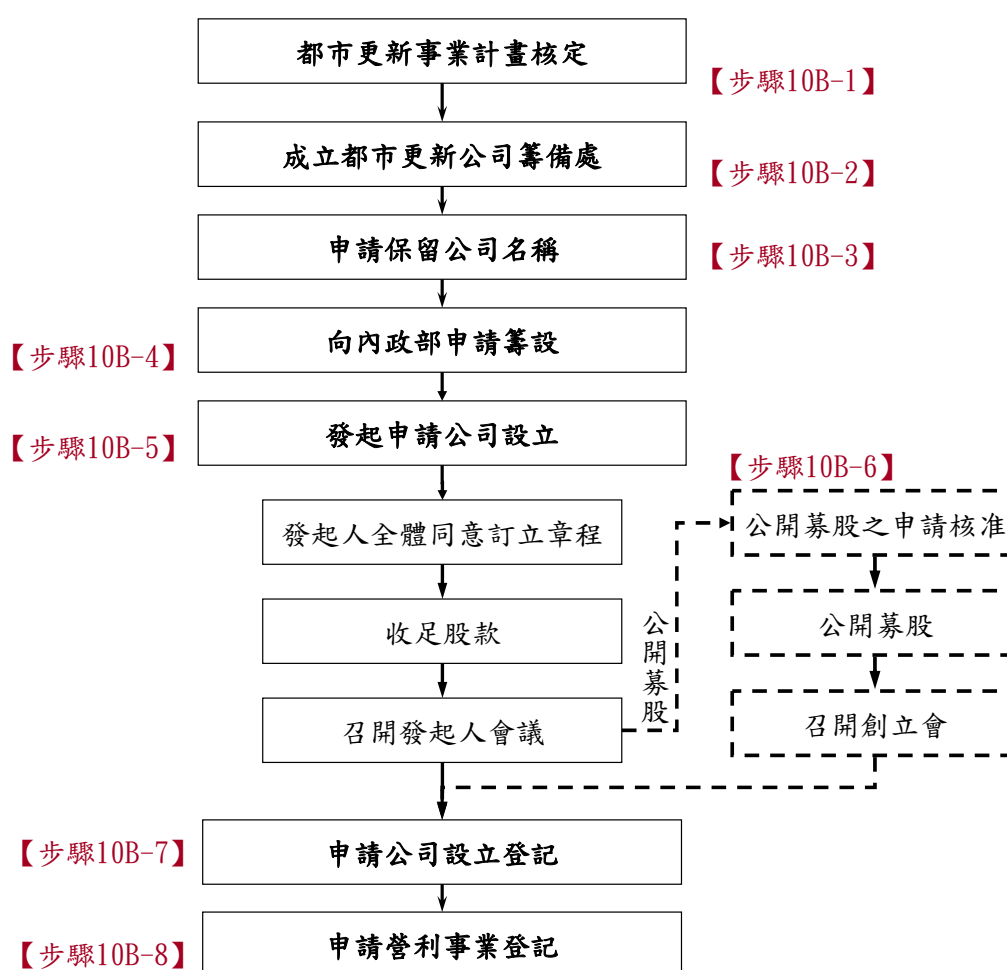 都市更新事業計畫核定
【步驟10B-1】
成立都市更新公司籌備處
【步驟10B-2】
申請保留公司名稱
【步驟10B-3】
向內政部申請籌設
【步驟10B-4】
發起申請公司設立
【步驟10B-5】
【步驟10B-6】
發起人全體同意訂立章程
公開募股之申請核准
收足股款
公開募股
公開募股
召開發起人會議
召開創立會
【步驟10B-7】
申請公司設立登記
【步驟10B-8】
申請營利事業登記